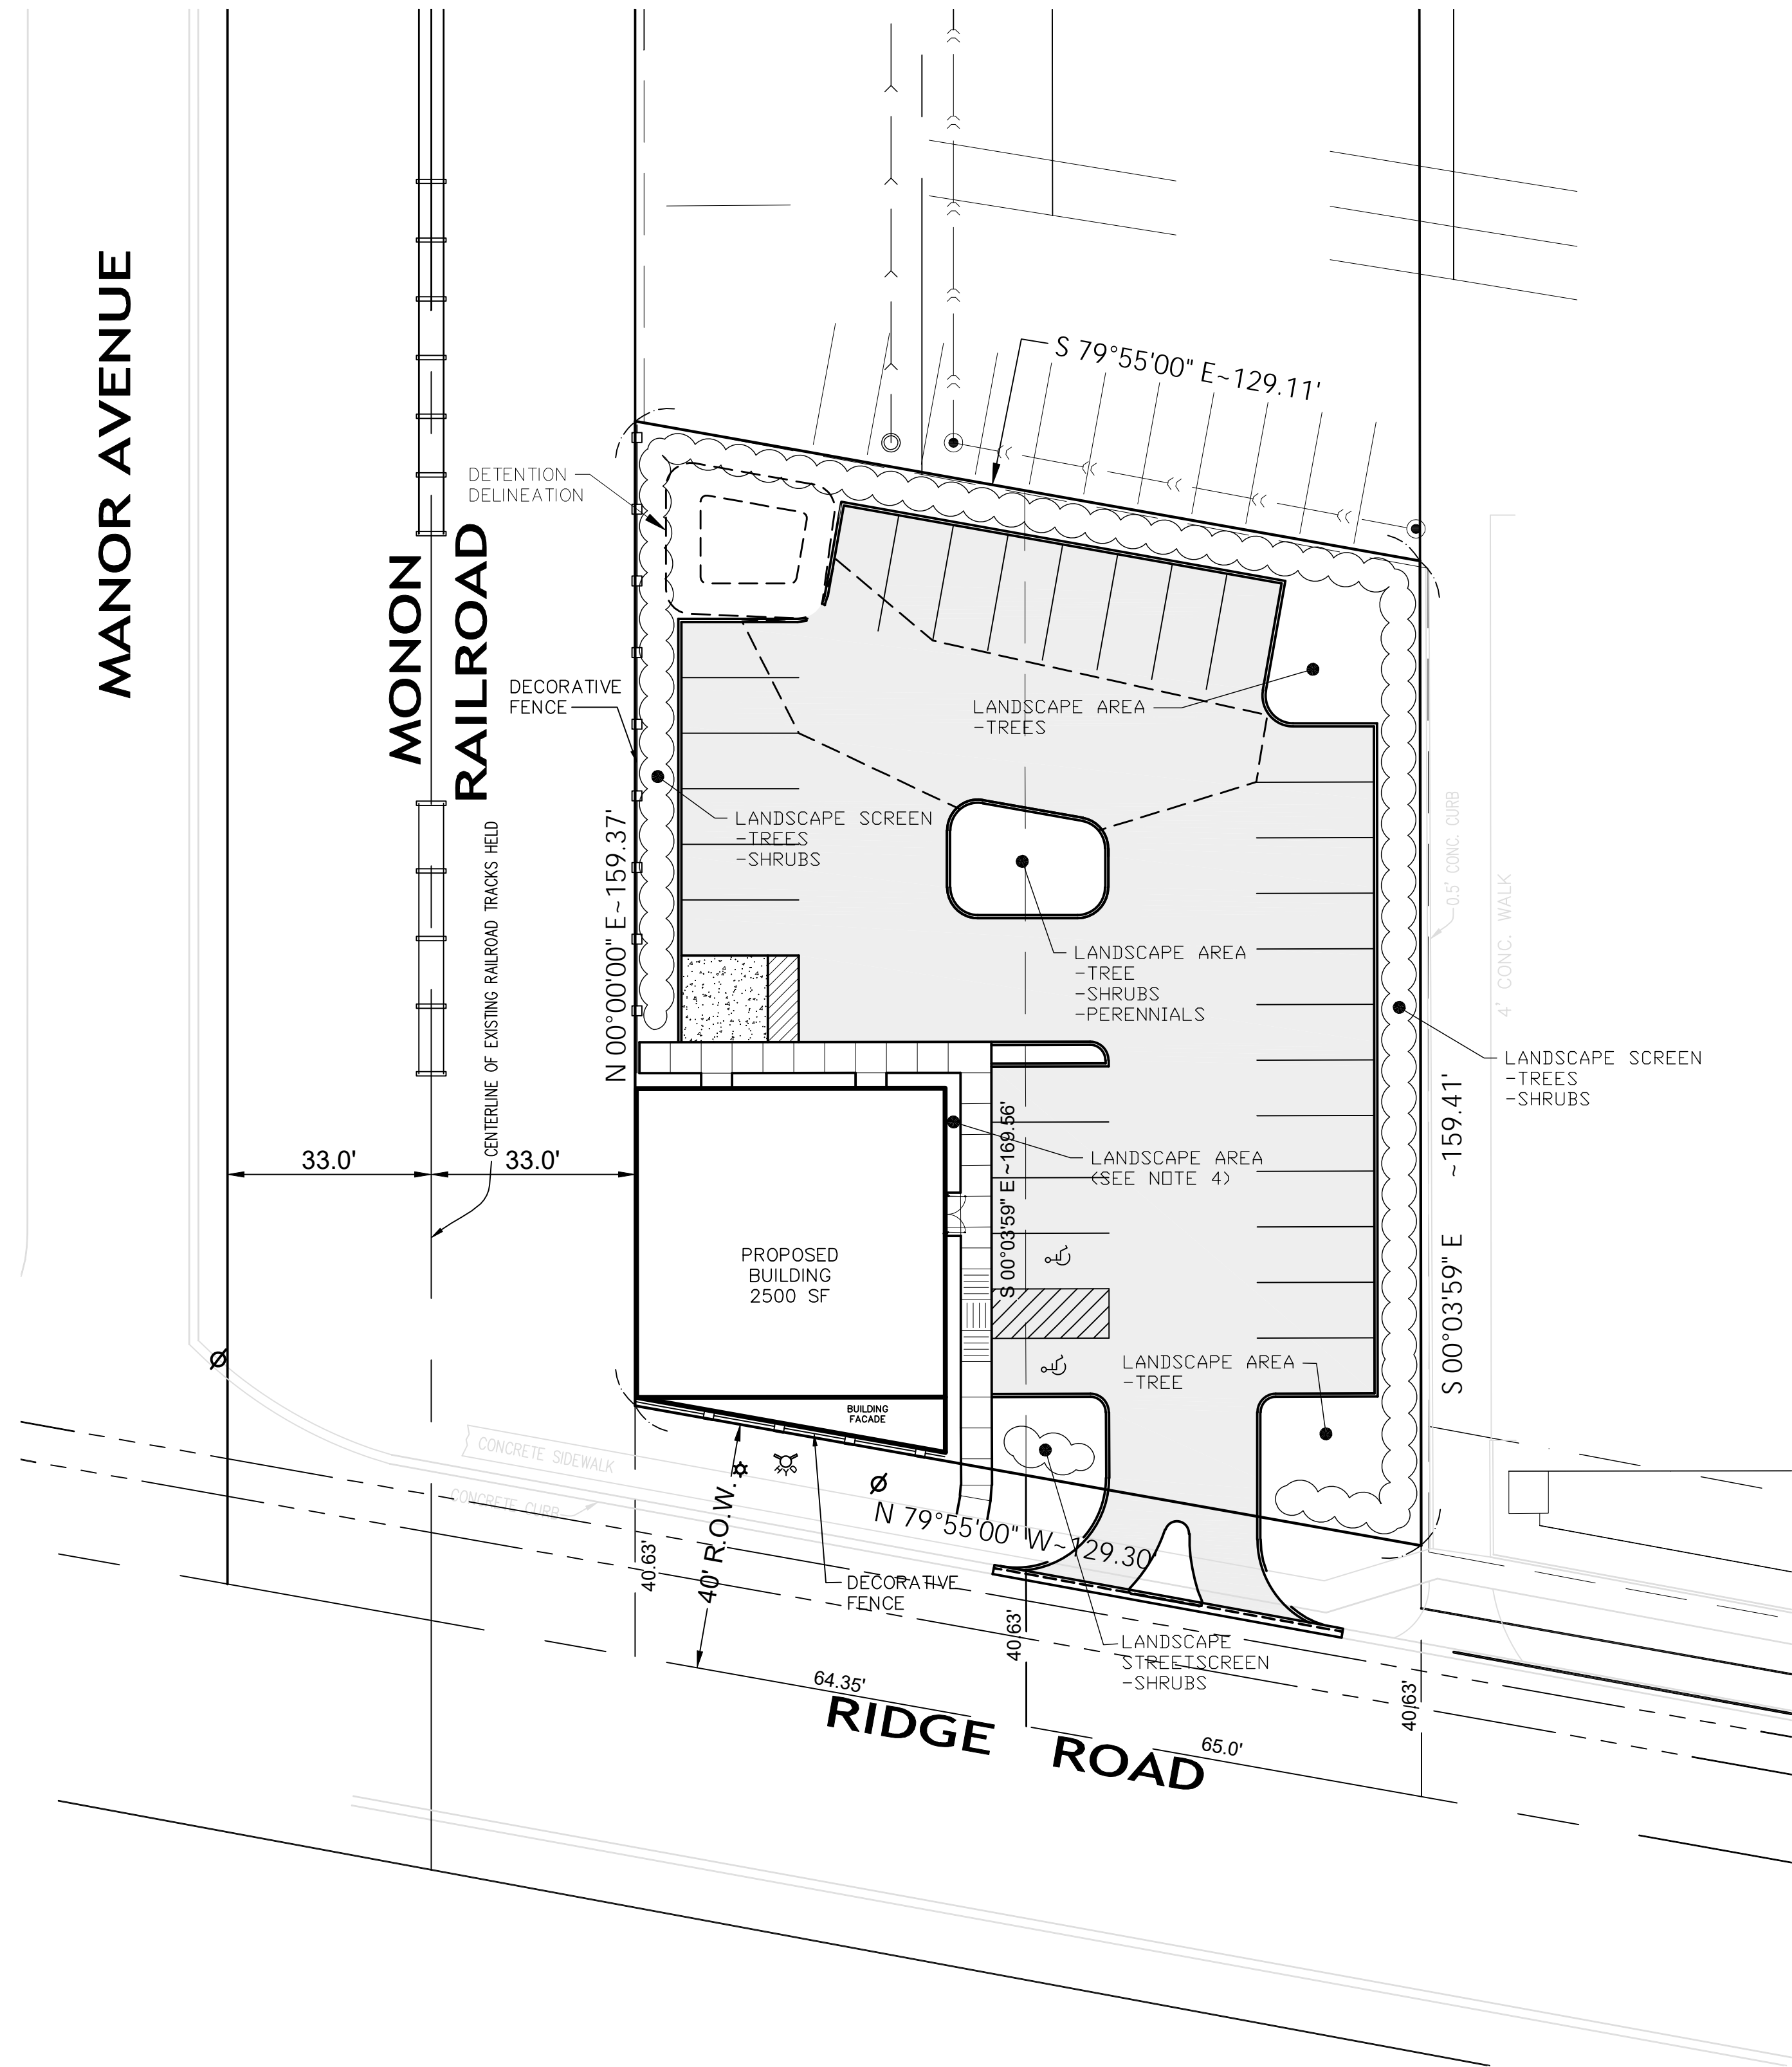 MANOR AVENUE
MONON
RAILROAD
S 79°55'00" E~129.11'
DETENTION
DELINEATION
DECORATIVE
FENCE
LANDSCAPE AREA
-TREES
LANDSCAPE SCREEN
-TREES
-SHRUBS
N 00°00'00" E~159.37'
CENTERLINE OF EXISTING RAILROAD TRACKS HELD
0.5' CONC. CURB
4' CONC. WALK
LANDSCAPE AREA
-TREE
-SHRUBS
-PERENNIALS
LANDSCAPE SCREEN
-TREES
-SHRUBS
S 00°03'59" E ~159.41'
33.0'
33.0'
S 00°03'59" E ~169.56'
LANDSCAPE AREA
(SEE NOTE 4)
PROPOSED
BUILDING
2500 SF
LANDSCAPE AREA
-TREE
BUILDING
FACADE
CONCRETE SIDEWALK
CONCRETE CURB
40' R.O.W.
N 79°55'00" W~129.30'
40.63'
DECORATIVE
FENCE
40.63'
LANDSCAPE
STREETSCREEN
-SHRUBS
40.63'
64.35'
RIDGE ROAD
65.0'